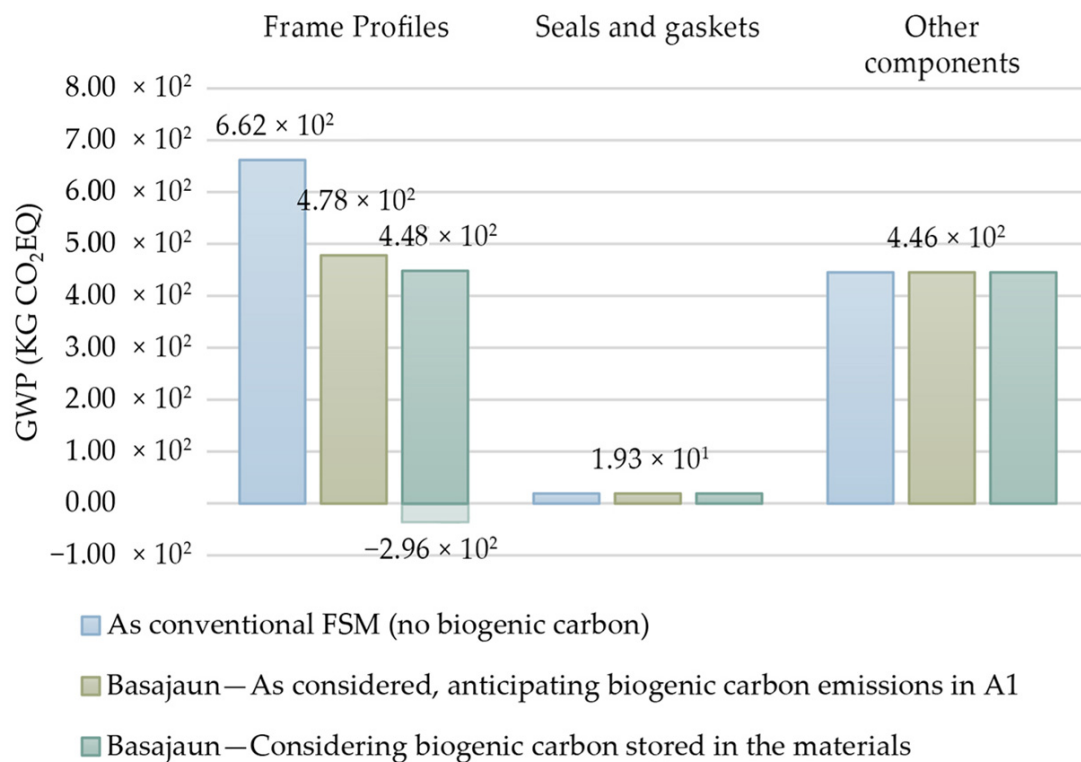 Frame Profiles
Seals and gaskets
Other
components
GWP (KG CO₂EQ)
8.00 × 10²
7.00 × 10²
6.00 × 10²
5.00 × 10²
4.00 × 10²
3.00 × 10²
2.00 × 10²
1.00 × 10²
0.00
−1.00 × 10²
6.62 × 10²
4.78 × 10²
4.48 × 10²
−2.96 × 10²
1.93 × 10¹
4.46 × 10²
As conventional FSM (no biogenic carbon)
Basajaun—As considered, anticipating biogenic carbon emissions in A1
Basajaun—Considering biogenic carbon stored in the materials